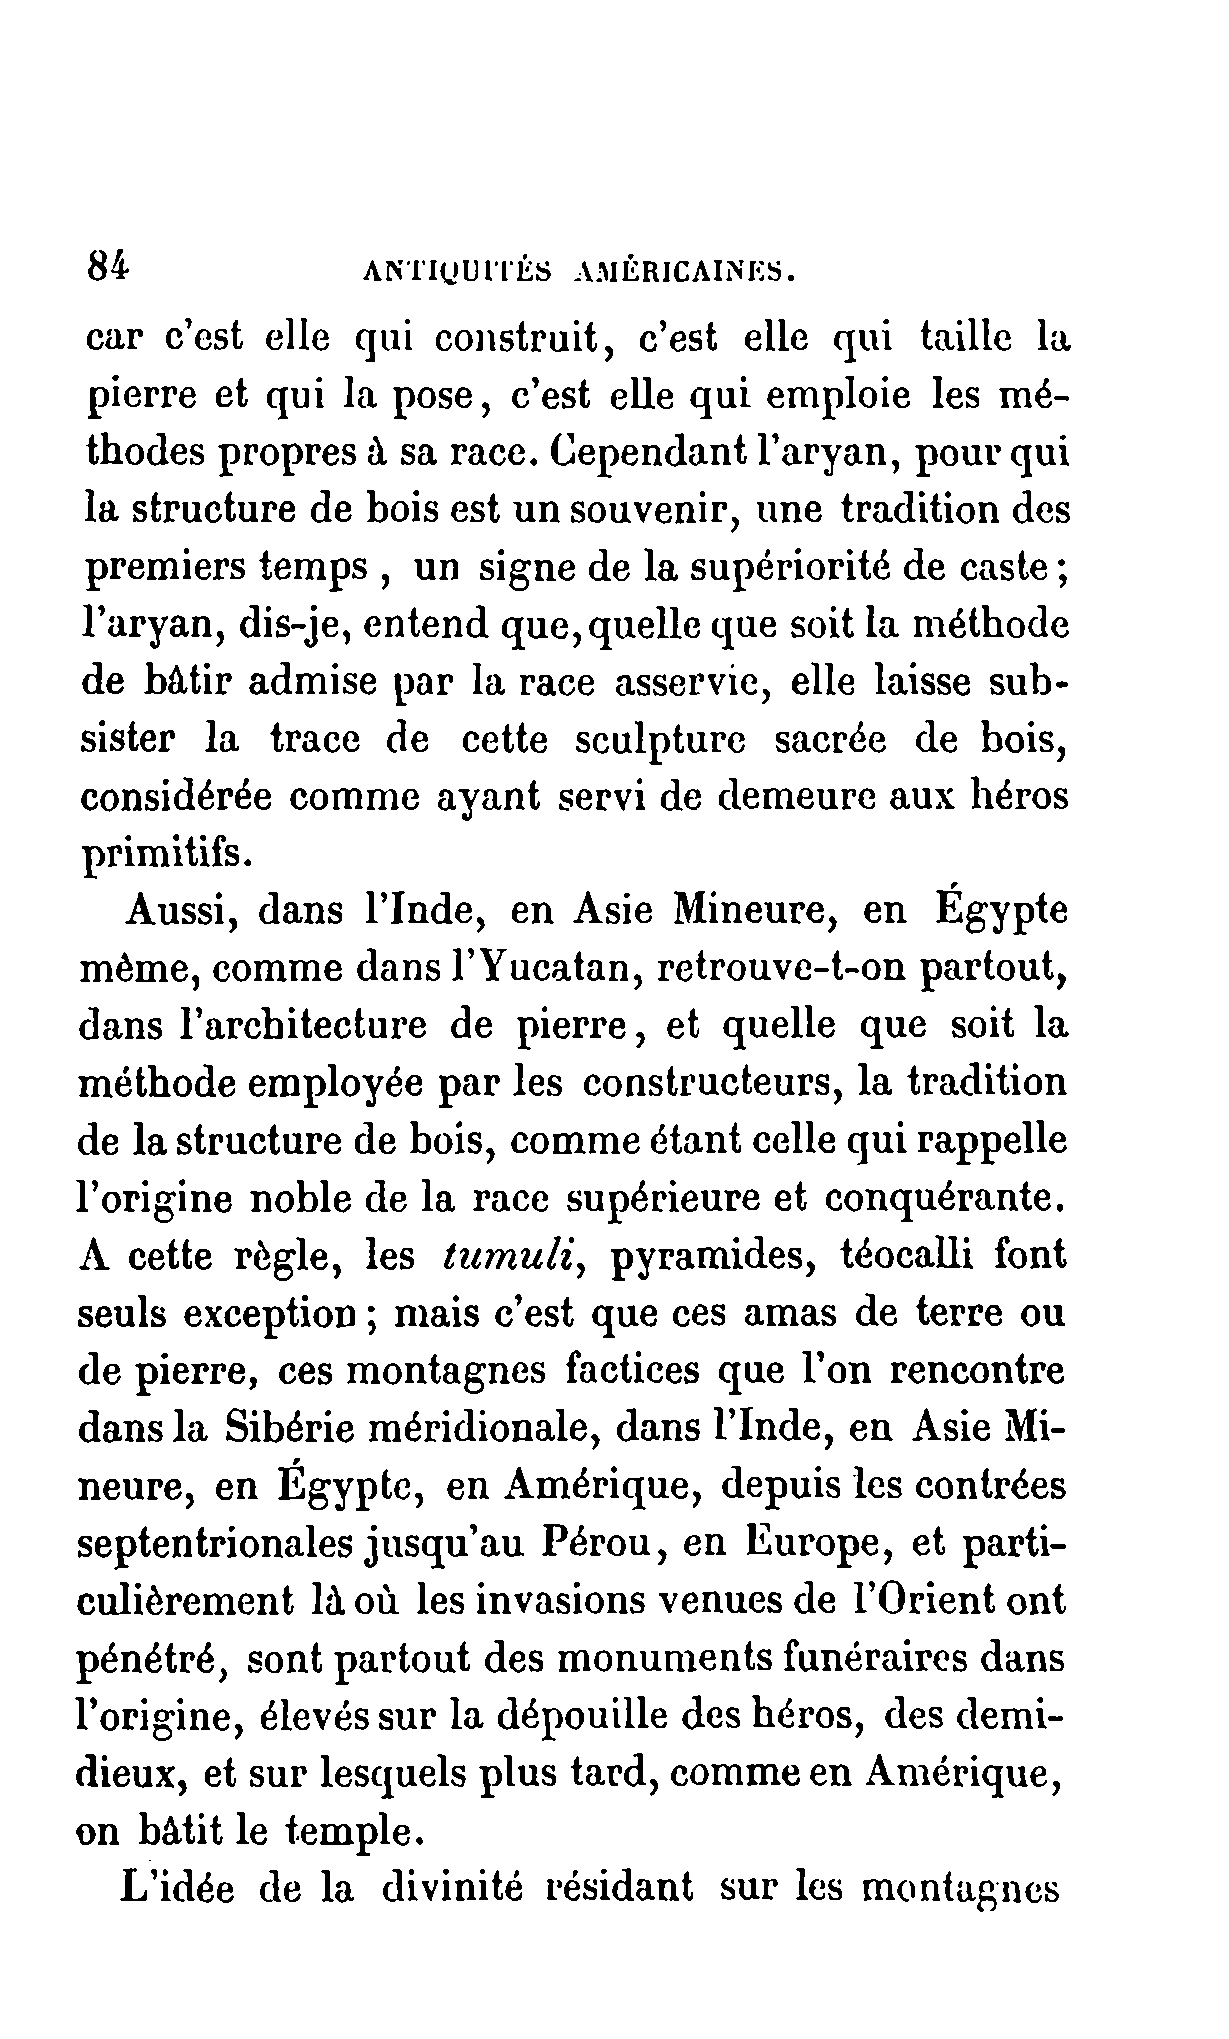 84 ANTIQUITÉS AMÉRICAINES.
car c'est elle qui construit, c'est elle qui taille la
pierre et qui la pose, c'est elle qui emploie les mé-
thodes propres à sa race. Cependant l'aryan, pour qui
la structure de bois est un souvenir, une tradition des
premiers temps , un signe de la supériorité de caste ;
l'aryan, dis-je, entend que, quelle que soit la méthode
de bâtir admise par la race asservie, elle laisse sub-
sister la trace de cette sculpture sacrée de bois,
considérée comme ayant servi de demeure aux héros
primitifs.
Aussi, dans l'Inde, en Asie Mineure, en Égypte
même, comme dans l'Yucatan, retrouve-t-on partout,
dans l'architecture de pierre, et quelle que soit la
méthode employée par les constructeurs, la tradition
de la structure de bois, comme étant celle qui rappelle
l'origine noble de la race supérieure et conquérante.
A cette règle, les tumuli, pyramides, téocalli font
seuls exception ; mais c'est que ces amas de terre ou
de pierre, ces montagnes factices que l'on rencontre
dans la Sibérie méridionale, dans l'Inde, en Asie Mi-
neure, en Égypte, en Amérique, depuis les contrées
septentrionales jusqu'au Pérou, en Europe, et parti-
culièrement là où les invasions venues de l'Orient ont
pénétré, sont partout des monuments funéraires dans
l'origine, élevés sur la dépouille des héros, des demi-
dieux, et sur lesquels plus tard, comme en Amérique,
on bâtit le temple.
L'idée de la divinité résidant sur les montagnes